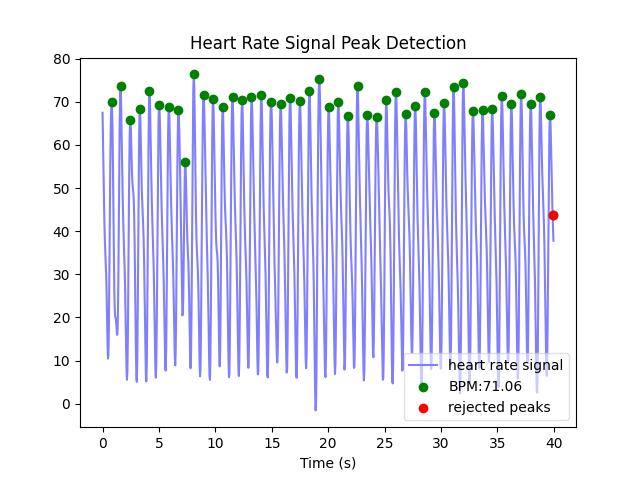 Heart Rate Signal Peak Detection
80
70
60
50
40
30
20
10
0
heart rate signal
BPM:71.06
rejected peaks
0 5 10 15 20 25 30 35 40
Time (s)